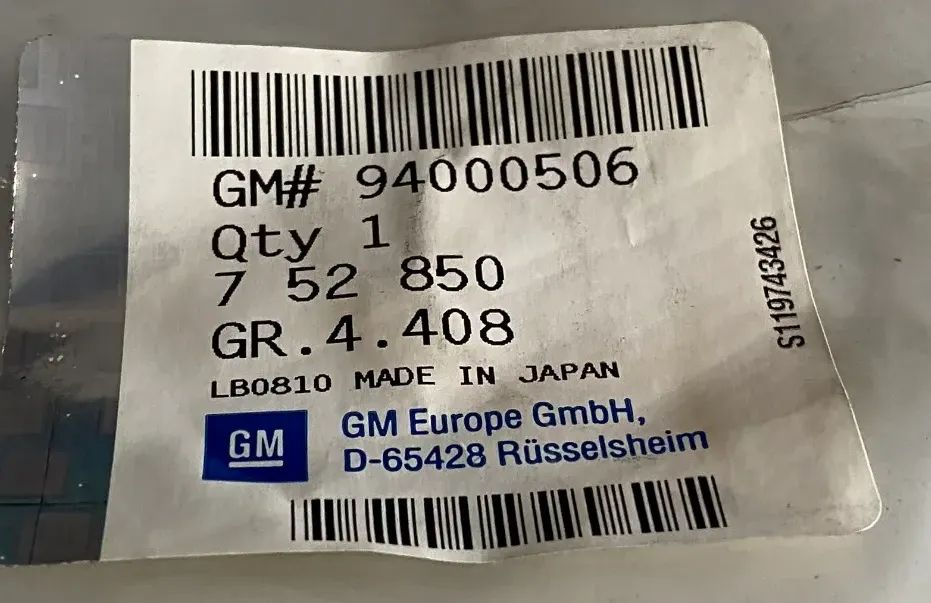 GM# 94000506
Qty 1
7 52 850
GR.4.408
LB0810 MADE IN JAPAN
GM
GM Europe GmbH,
D-65428 Rüsselsheim
S119743426